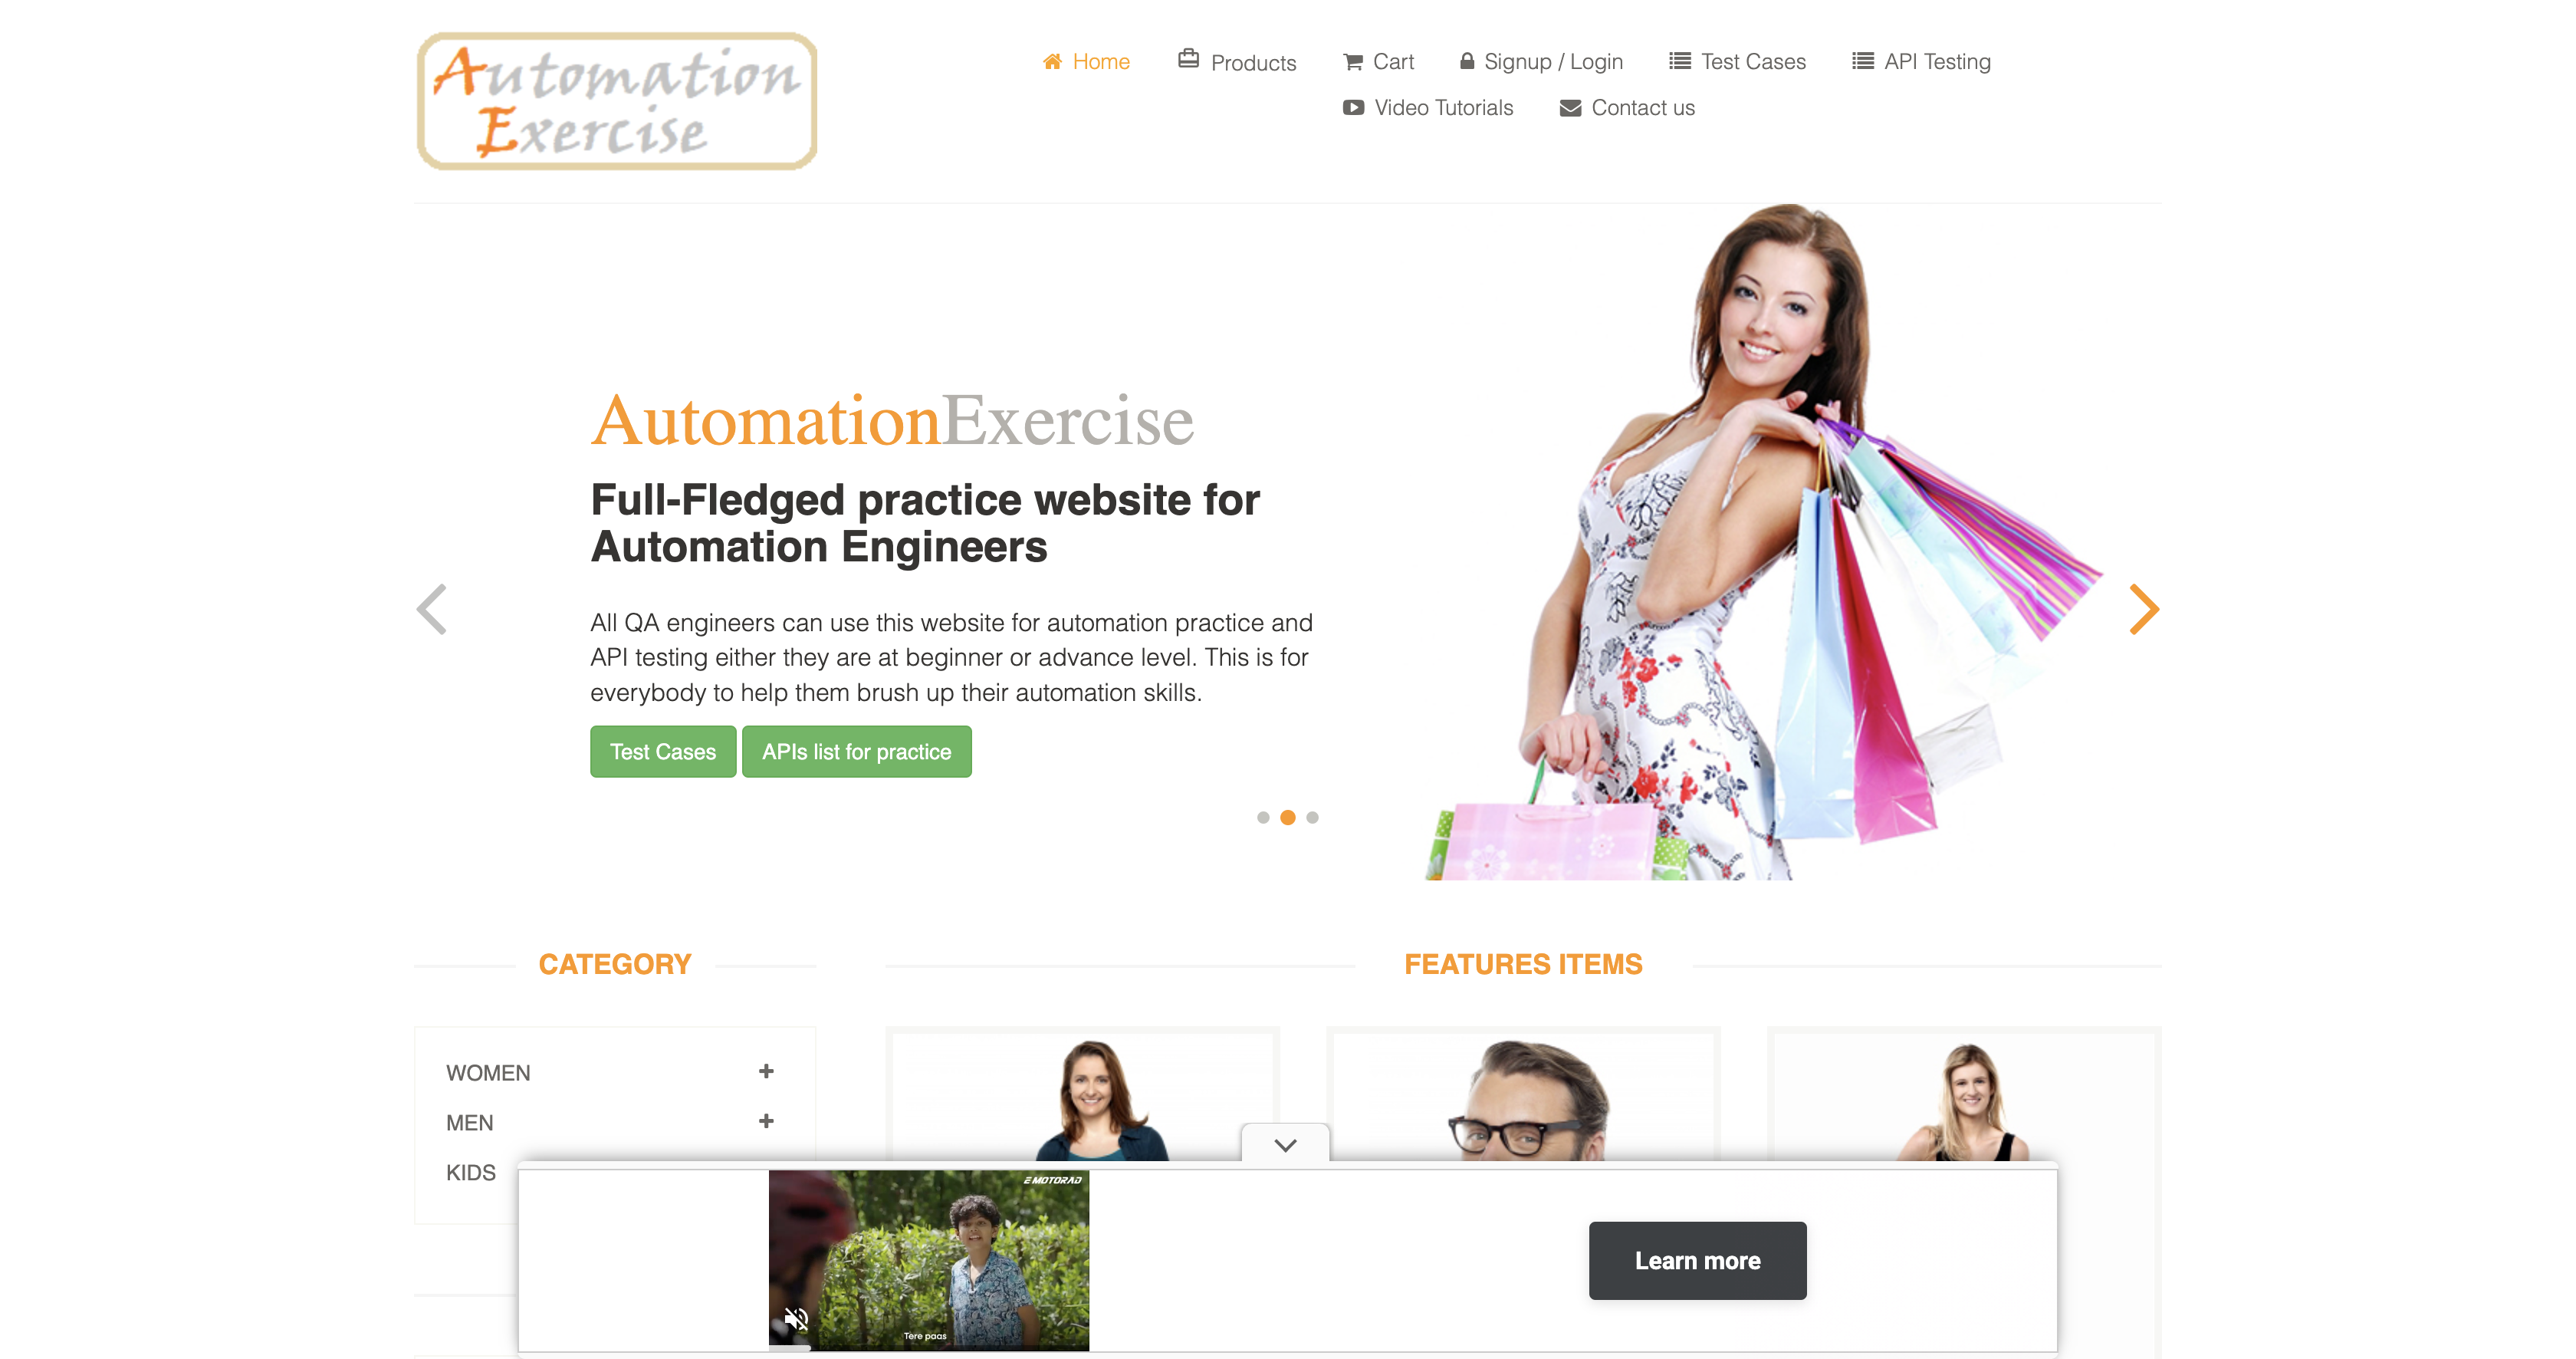 Automation
Exercise
Home
Products
Cart
Signup / Login
Test Cases
API Testing
Video Tutorials
Contact us
AutomationExercise
Full-Fledged practice website for
Automation Engineers
All QA engineers can use this website for automation practice and
API testing either they are at beginner or advance level. This is for
everybody to help them brush up their automation skills.
Test Cases
APIs list for practice
CATEGORY
FEATURES ITEMS
WOMEN
MEN
KIDS
E MOTORAD
Tere paas
Learn more